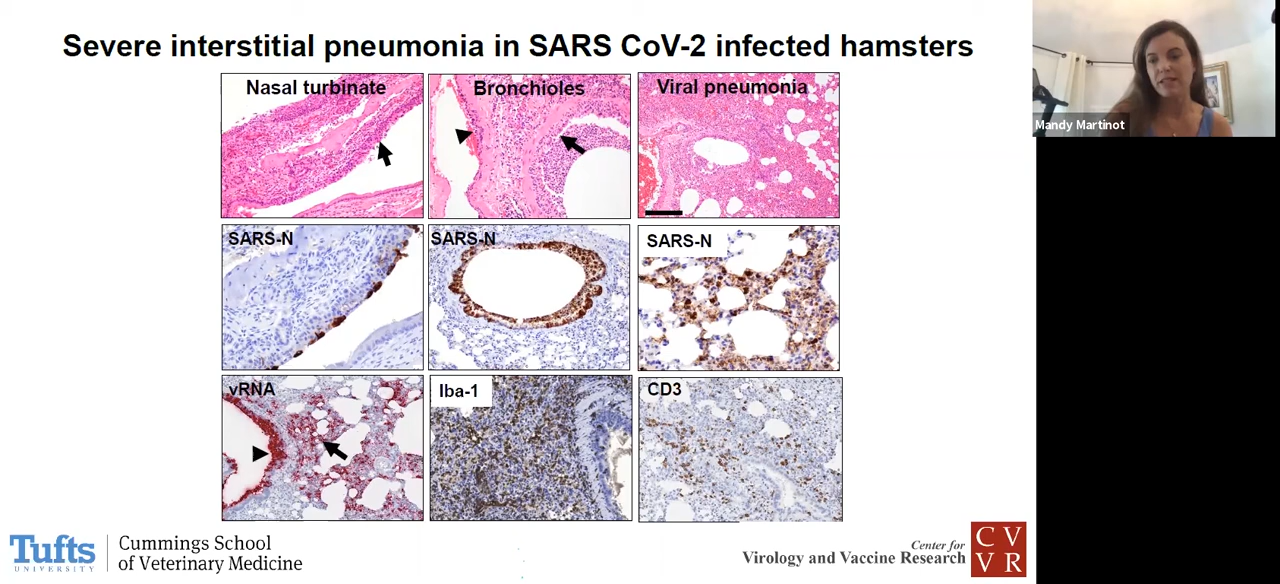 Severe interstitial pneumonia in SARS CoV-2 infected hamsters
Nasal turbinate
Bronchioles
Viral pneumonia
SARS-N
SARS-N
SARS-N
vRNA
Iba-1
CD3
Mandy Martinot
Tufts
UNIVERSITY
Cummings School
of Veterinary Medicine
Center for
Virology and Vaccine Research
C V
V R